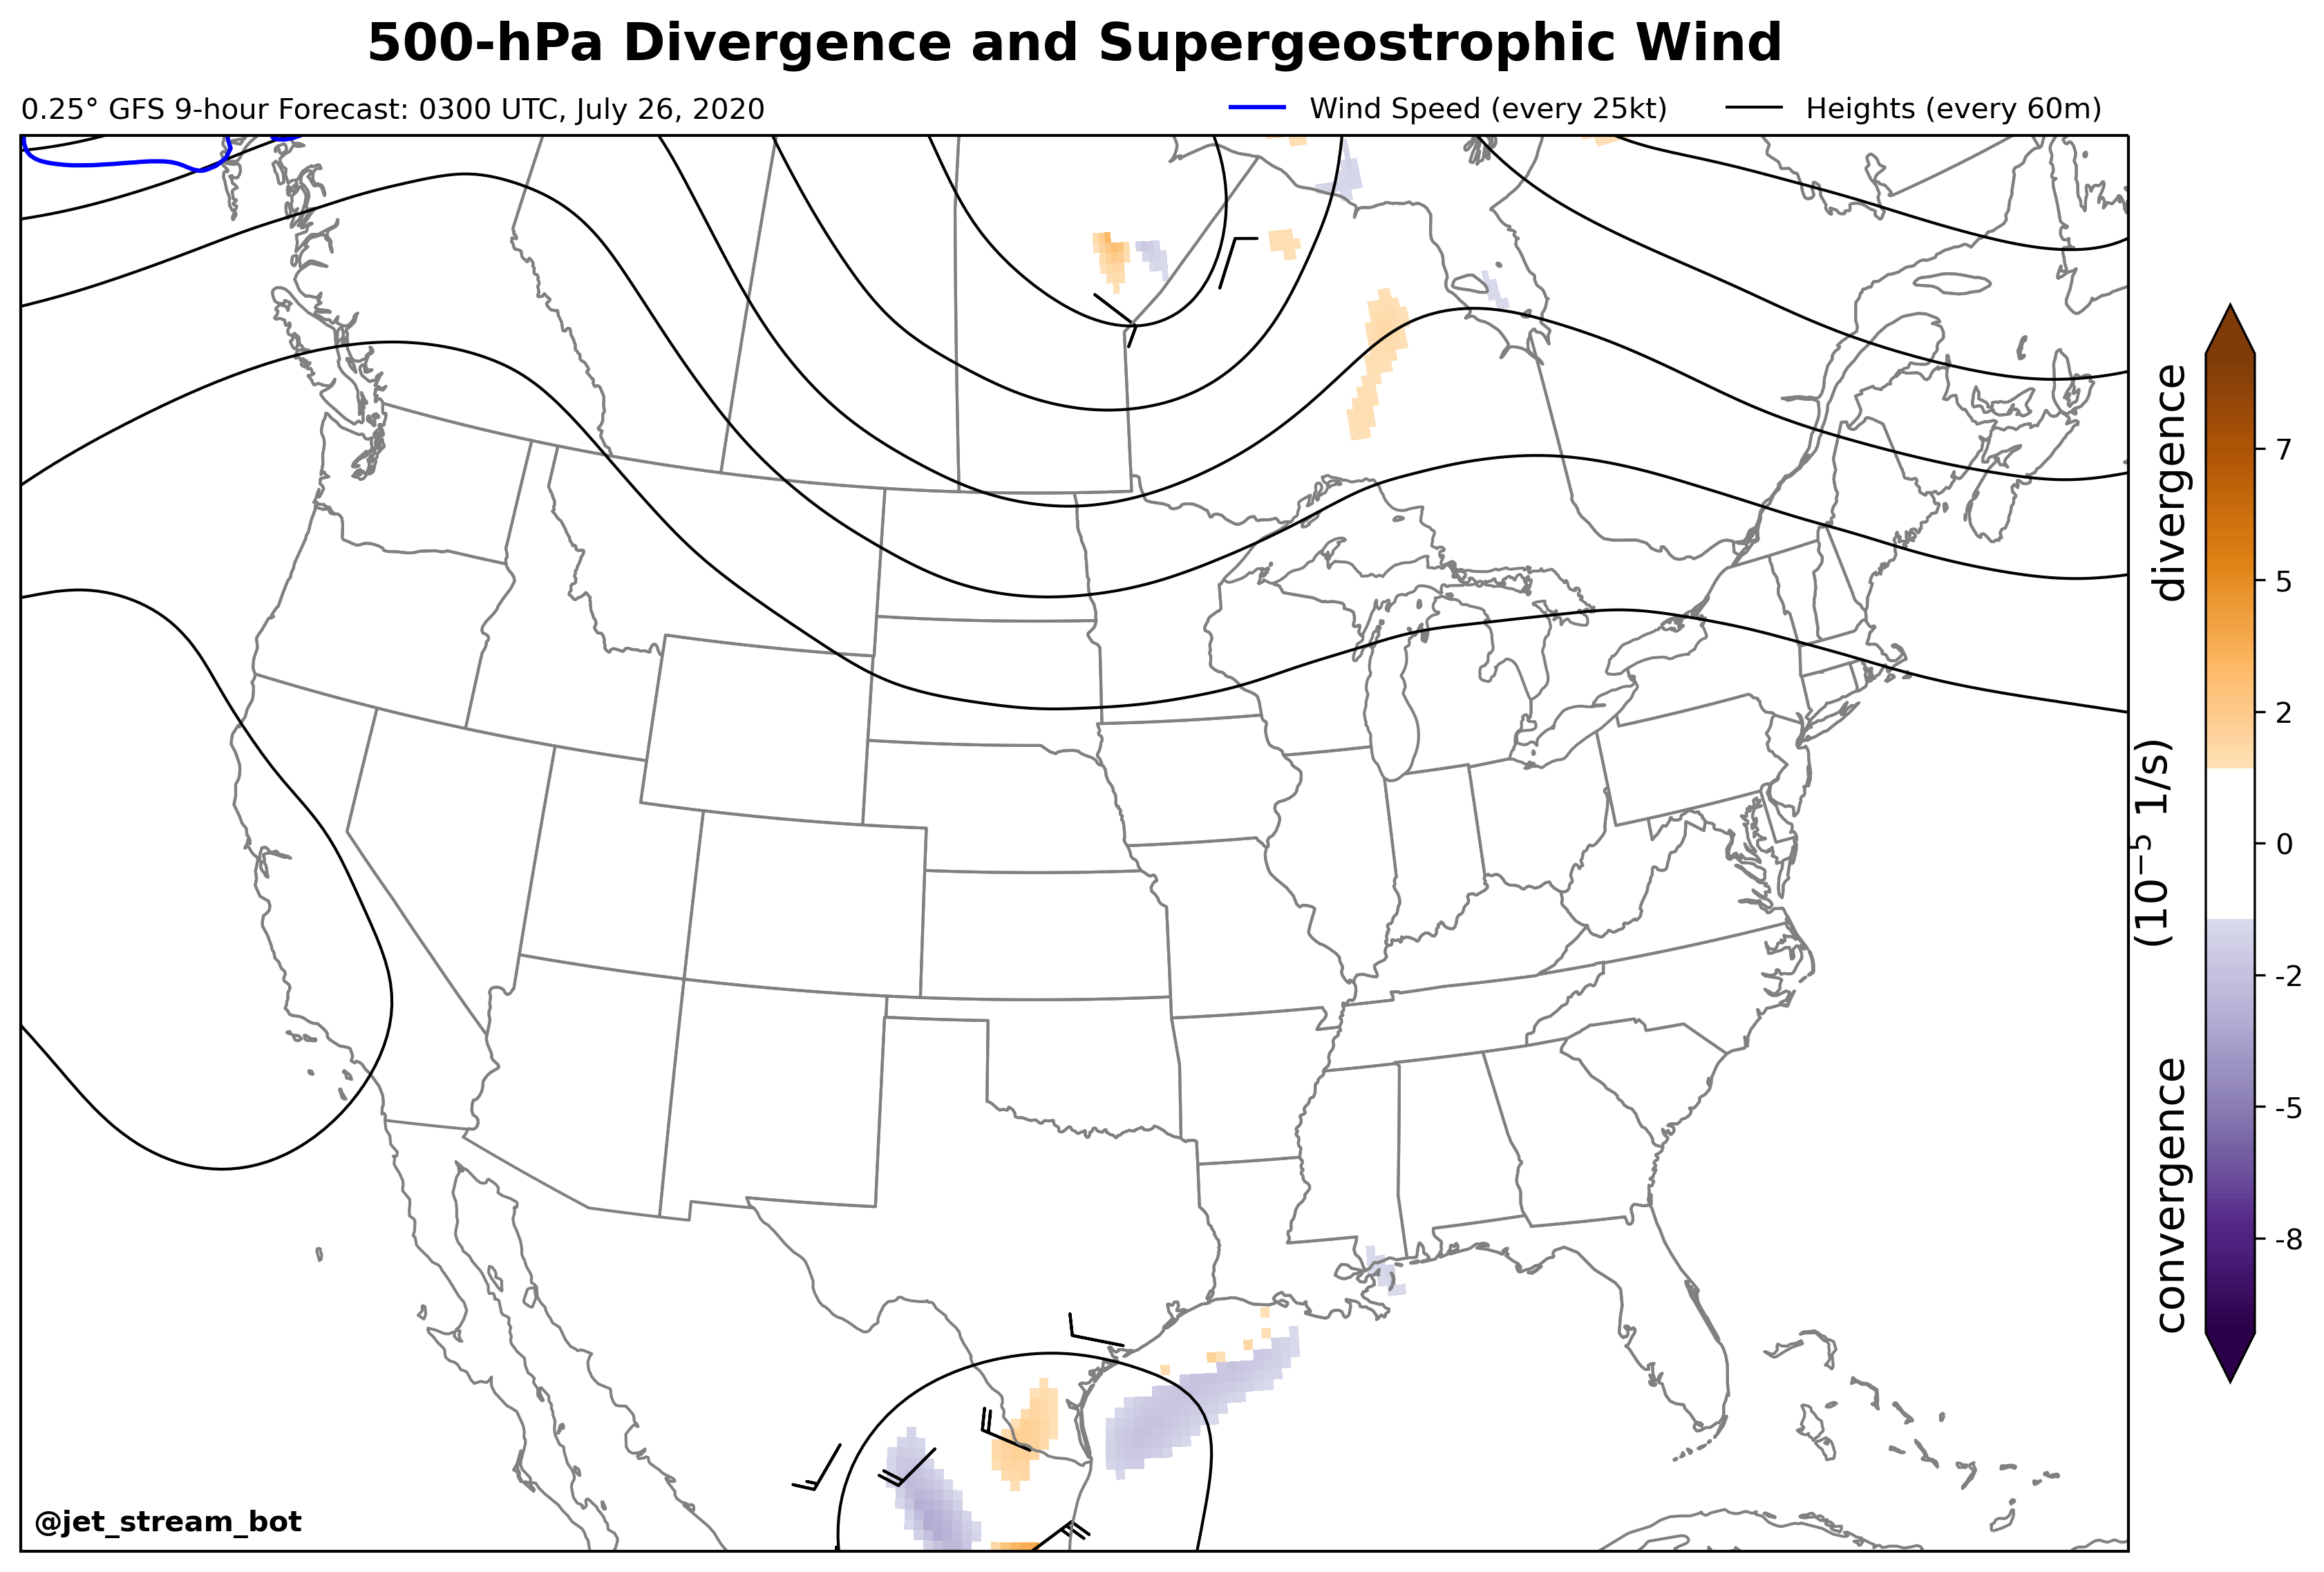 500-hPa Divergence and Supergeostrophic Wind
0.25° GFS 9-hour Forecast: 0300 UTC, July 26, 2020
Wind Speed (every 25kt)
Heights (every 60m)
divergence
(10⁻⁵ 1/s)
convergence
7
5
2
0
-2
-5
-8
@jet_stream_bot